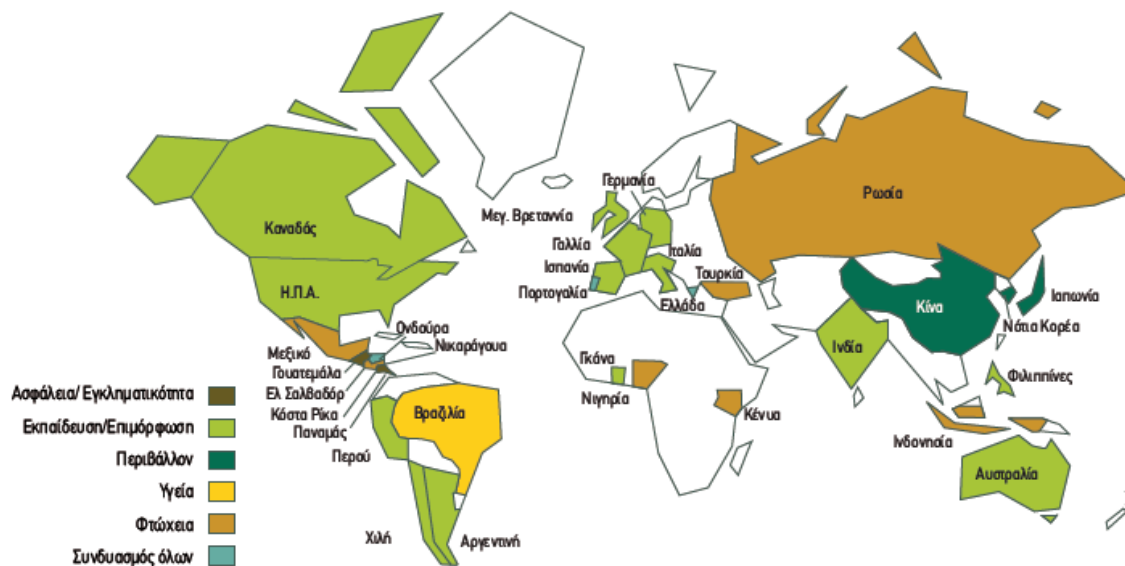 Γερμανία
Μεγ. Βρεταννία
Ρωσία
Καναδάς
Γαλλία
Ιταλία
Ισπανία
Τουρκία
Η.Π.Α.
Πορτογαλία
Ελλάδα
Κίνα
Ιαπωνία
Ονδούρα
Νότια Κορέα
Νικαράγουα
Ινδία
Μεξικό
Γκάνα
Γουατεμάλα
Φιλιππίνες
Ασφάλεια/ Εγκληματικότητα
Ελ Σαλβαδόρ
Νιγηρία
Κένυα
Κόστα Ρίκα
Βραζιλία
Εκπαίδευση/Επιμόρφωση
Παναμάς
Ινδονησία
Περού
Περιβάλλον
Αυστραλία
Υγεία
Φτώχεια
Χιλή
Αργεντινή
Συνδυασμός όλων